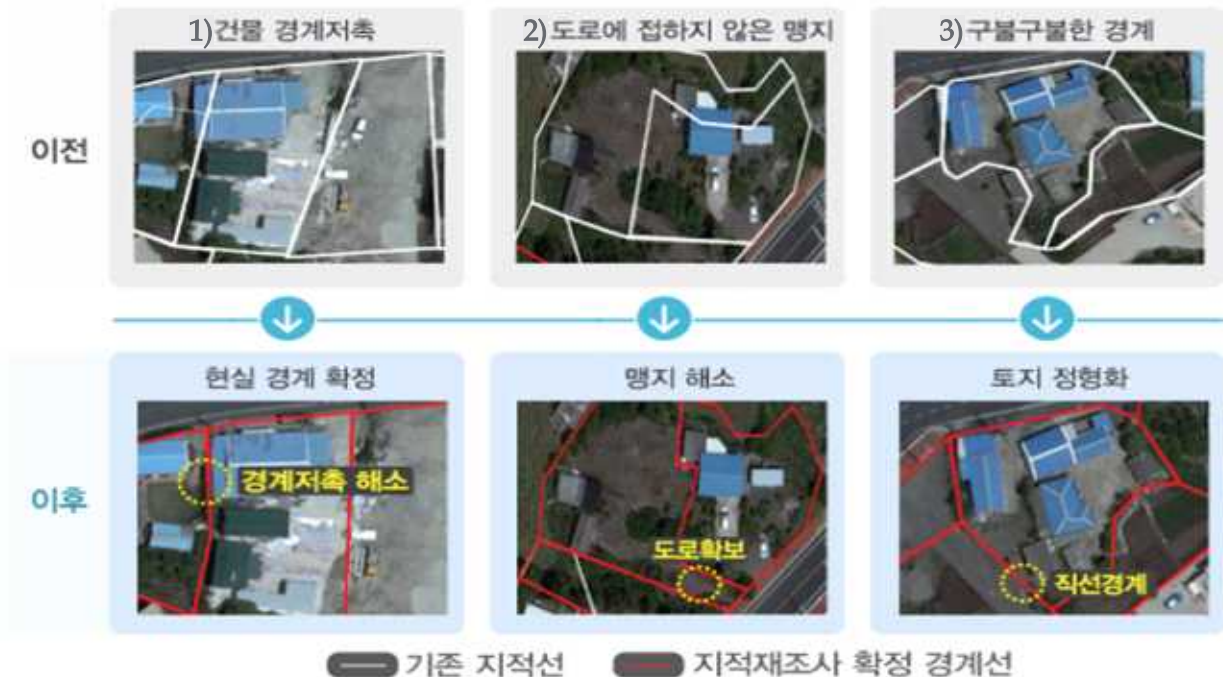 1)건물 경계저촉
2)도로에 접하지 않은 맹지
3)구불구불한 경계
이전
현실 경계 확정
맹지 해소
토지 정형화
이후
경계저촉 해소
도로확보
직선경계
기존 지적선
지적재조사 확정 경계선